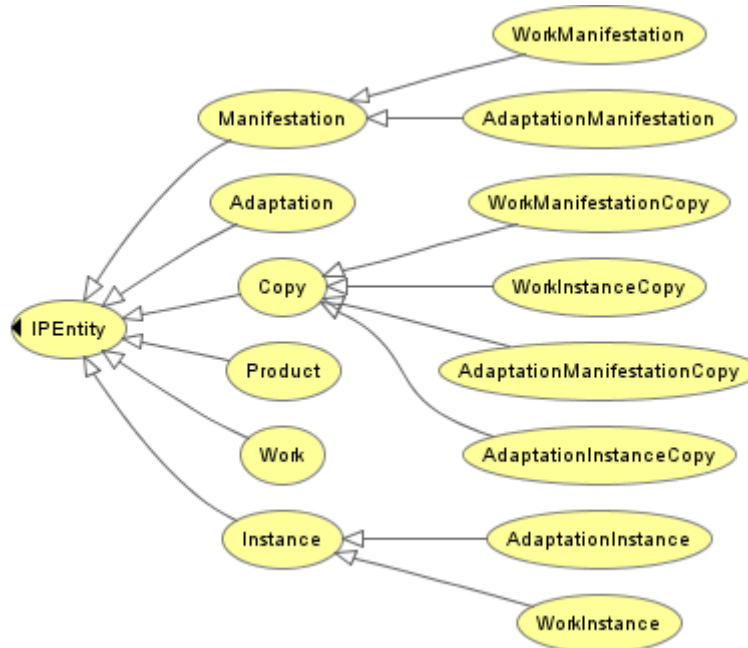 WorkManifestation
Manifestation
AdaptationManifestation
Adaptation
WorkManifestationCopy
Copy
WorkInstanceCopy
IPEntity
AdaptationManifestationCopy
Product
Work
AdaptationInstanceCopy
Instance
AdaptationInstance
WorkInstance